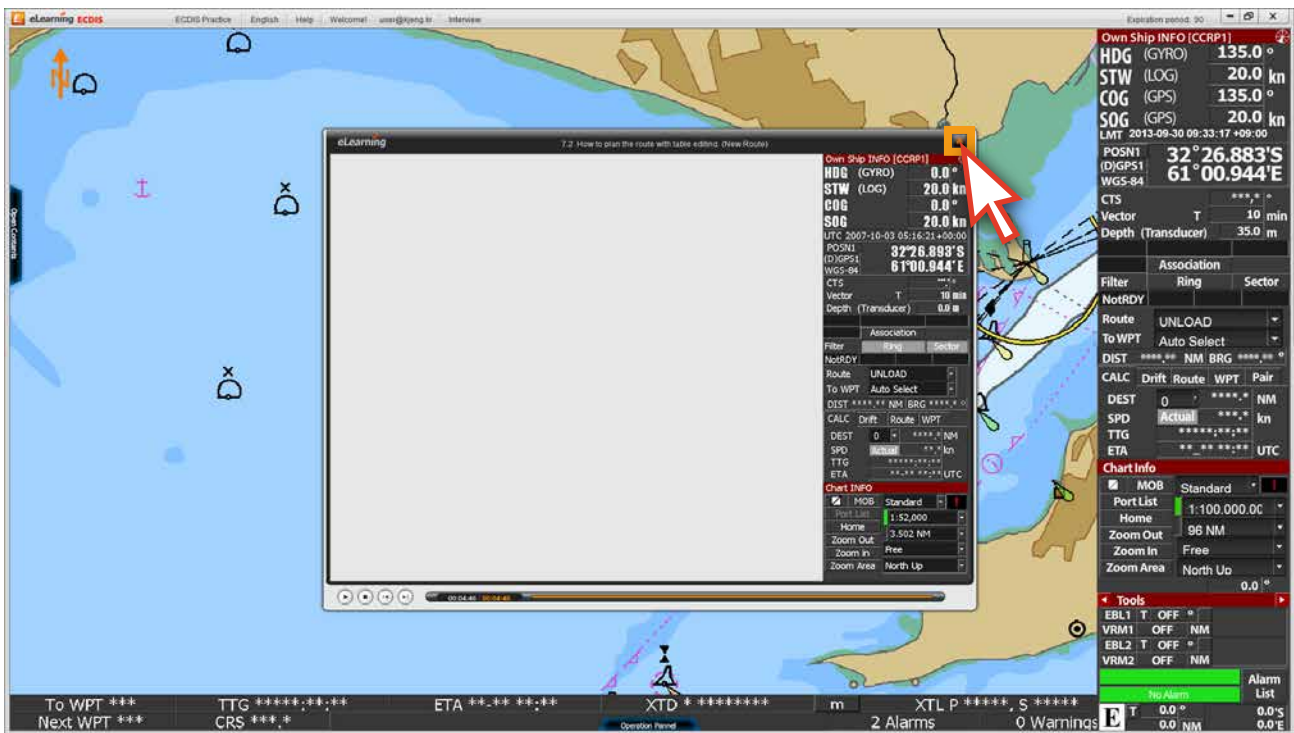 eLearning ECDIS ECDIS Practice English Help Welcome! Interview
Expiration period: 90
Own Ship INFO [CCRP1]
HDG (GYRO) 135.0 °
STW (LOG) 20.0 kn
COG (GPS) 135.0 °
SOG (GPS) 20.0 kn
LMT 2013-09-30 09:33:17 +09:00
POSN1 32°26.883'S
(D)GPS1 61°00.944'E
WGS-84
CTS ***.* °
Vector T 10 min
Depth (Transducer) 35.0 m
Association
Filter Ring Sector
NotRDY
Route UNLOAD
To WPT Auto Select
DIST ****.** NM BRG ****.** °
CALC Drift Route WPT Pair
DEST 0 ****.* NM
SPD Actual ***.* kn
TTG *****:**:**
ETA **_** **:** UTC
Chart Info
MOB Standard !
Port List 1:100.000.0C
Home 96 NM
Zoom Out
Zoom In Free
Zoom Area North Up
0.0 °
Tools
EBL1 T OFF °
VRM1 OFF NM
EBL2 T OFF °
VRM2 OFF NM
No Alarm
Alarm List
E T 0.0 ° 0.0'S
0.0 NM 0.0'E
Open Contents
N
R
eLearning 7.2 How to plan the route with table editing. (New Route)
Own Ship INFO [CCRP1]
HDG (GYRO) 0.0 °
STW (LOG) 20.0 kn
COG 0.0 °
SOG 20.0 kn
UTC 2007-10-03 05:16:21+00:00
POSN1 32°26.893'S
(D)GPS1 61°00.944'E
WGS-84
CTS ***.* °
Vector T 10 min
Depth (Transducer) 0.0 m
Association
Filter Ring Sector
NotRDY
Route UNLOAD
To WPT Auto Select
DIST ****.** NM BRG ****.* °
CALC Drift Route WPT
DEST 0 ****.* NM
SPD Actual **.* kn
TTG *****:**:**
ETA **-** **:** UTC
Chart INFO
MOB Standard !
Port List 1:52,000
Home 3.502 NM
Zoom Out
Zoom in Free
Zoom Area North Up
00:04:46 00:04:46
To WPT *** TTG *****:**:** ETA **-** **:** XTD * ******** m XTL P *****, S *****
Next WPT *** CRS ***.* Operation Pannel 2 Alarms 0 Warnings